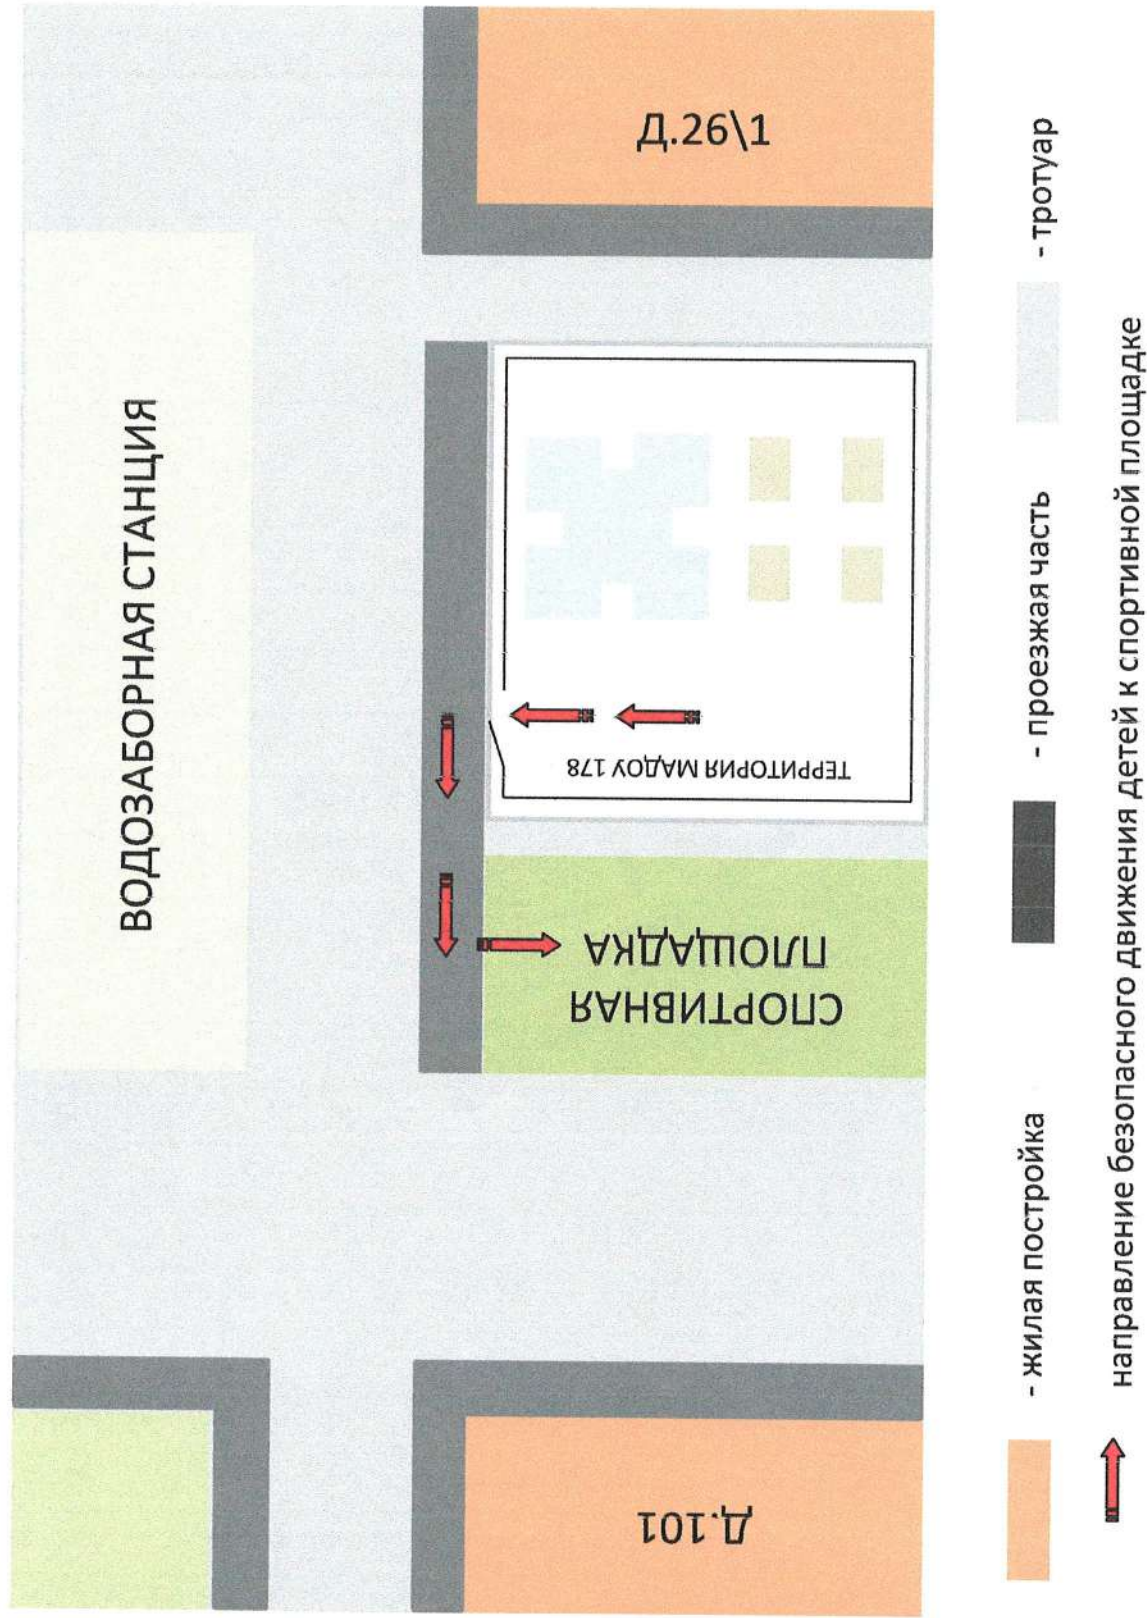 ВОДОЗАБОРНАЯ СТАНЦИЯ
Д.26\1
ТЕРРИТОРИЯ МАДОУ 178
СПОРТИВНАЯ
ПЛОЩАДКА
Д.101
- жилая постройка
- проезжая часть
- тротуар
направление безопасного движения детей к спортивной площадке